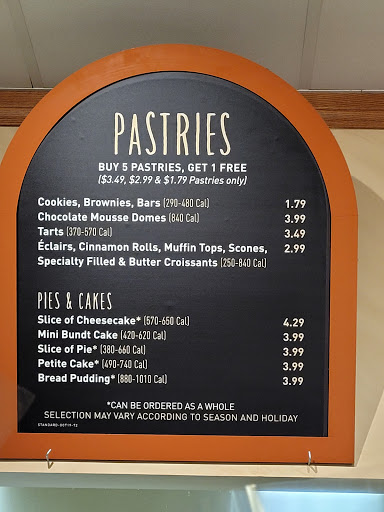 PASTRIES
BUY 5 PASTRIES, GET 1 FREE
($3.49, $2.99 & $1.79 Pastries only)
Cookies, Brownies, Bars (290-480 Cal) 1.79
Chocolate Mousse Domes (840 Cal) 3.99
Tarts (370-570 Cal) 3.49
Éclairs, Cinnamon Rolls, Muffin Tops, Scones, 2.99
Specialty Filled & Butter Croissants (250-840 Cal)
PIES & CAKES
Slice of Cheesecake* (570-650 Cal) 4.29
Mini Bundt Cake (420-620 Cal) 3.99
Slice of Pie* (380-660 Cal) 3.99
Petite Cake* (490-740 Cal) 3.99
Bread Pudding* (880-1010 Cal) 3.99
*CAN BE ORDERED AS A WHOLE
SELECTION MAY VARY ACCORDING TO SEASON AND HOLIDAY